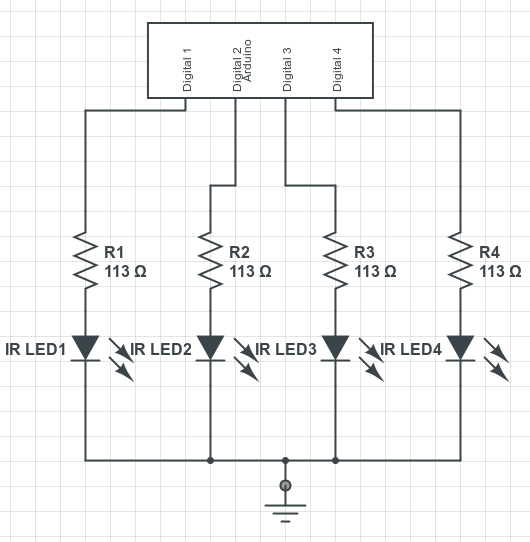 Digital 1
Digital 2
Arduino
Digital 3
Digital 4
R1
113 Ω
R2
113 Ω
R3
113 Ω
R4
113 Ω
IR LED1
IR LED2
IR LED3
IR LED4